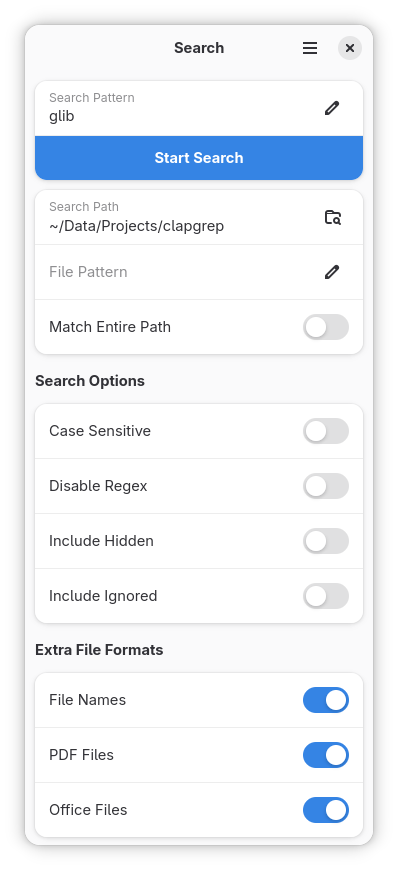 Search
Search Pattern
glib
Start Search
Search Path
~/Data/Projects/clapgrep
File Pattern
Match Entire Path
Search Options
Case Sensitive
Disable Regex
Include Hidden
Include Ignored
Extra File Formats
File Names
PDF Files
Office Files